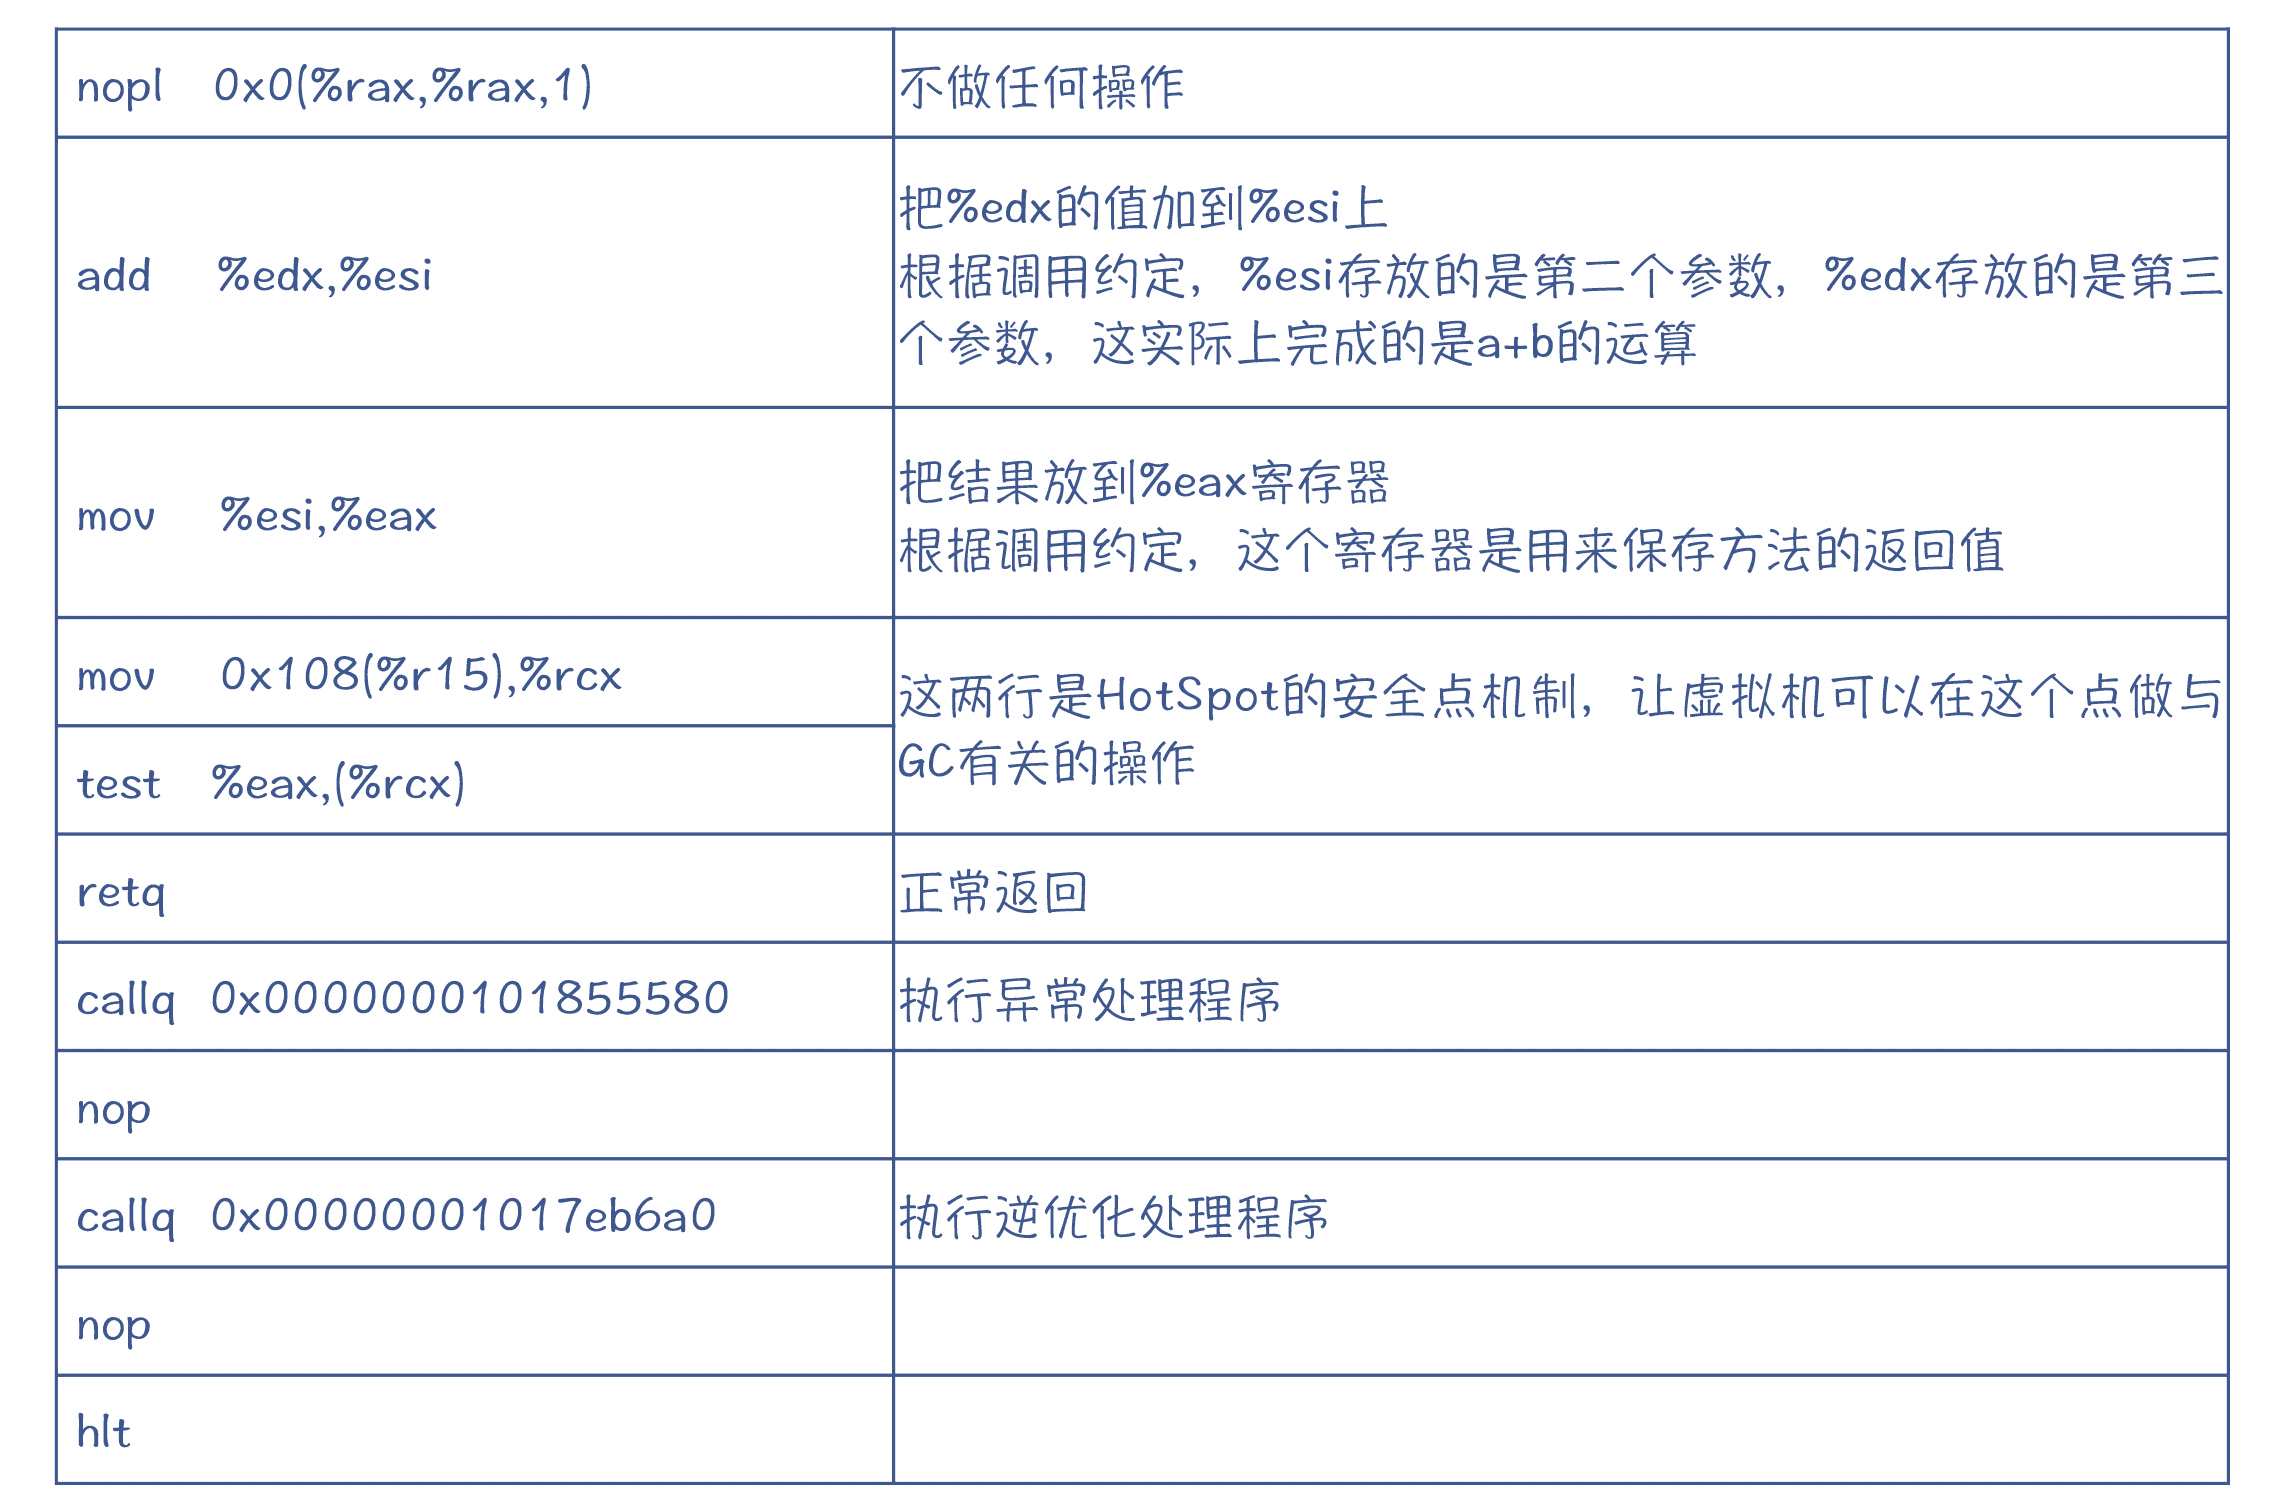 nopl 0x0(%rax,%rax,1)
不做任何操作
add %edx,%esi
把%edx的值加到%esi上
根据调用约定，%esi存放的是第二个参数，%edx存放的是第三
个参数，这实际上完成的是a+b的运算
mov %esi,%eax
把结果放到%eax寄存器
根据调用约定，这个寄存器是用来保存方法的返回值
mov 0x108(%r15),%rcx
test %eax,(%rcx)
这两行是HotSpot的安全点机制，让虚拟机可以在这个点做与
GC有关的操作
retq
正常返回
callq 0x0000000101855580
执行异常处理程序
nop
callq 0x00000001017eb6a0
执行逆优化处理程序
nop
hlt